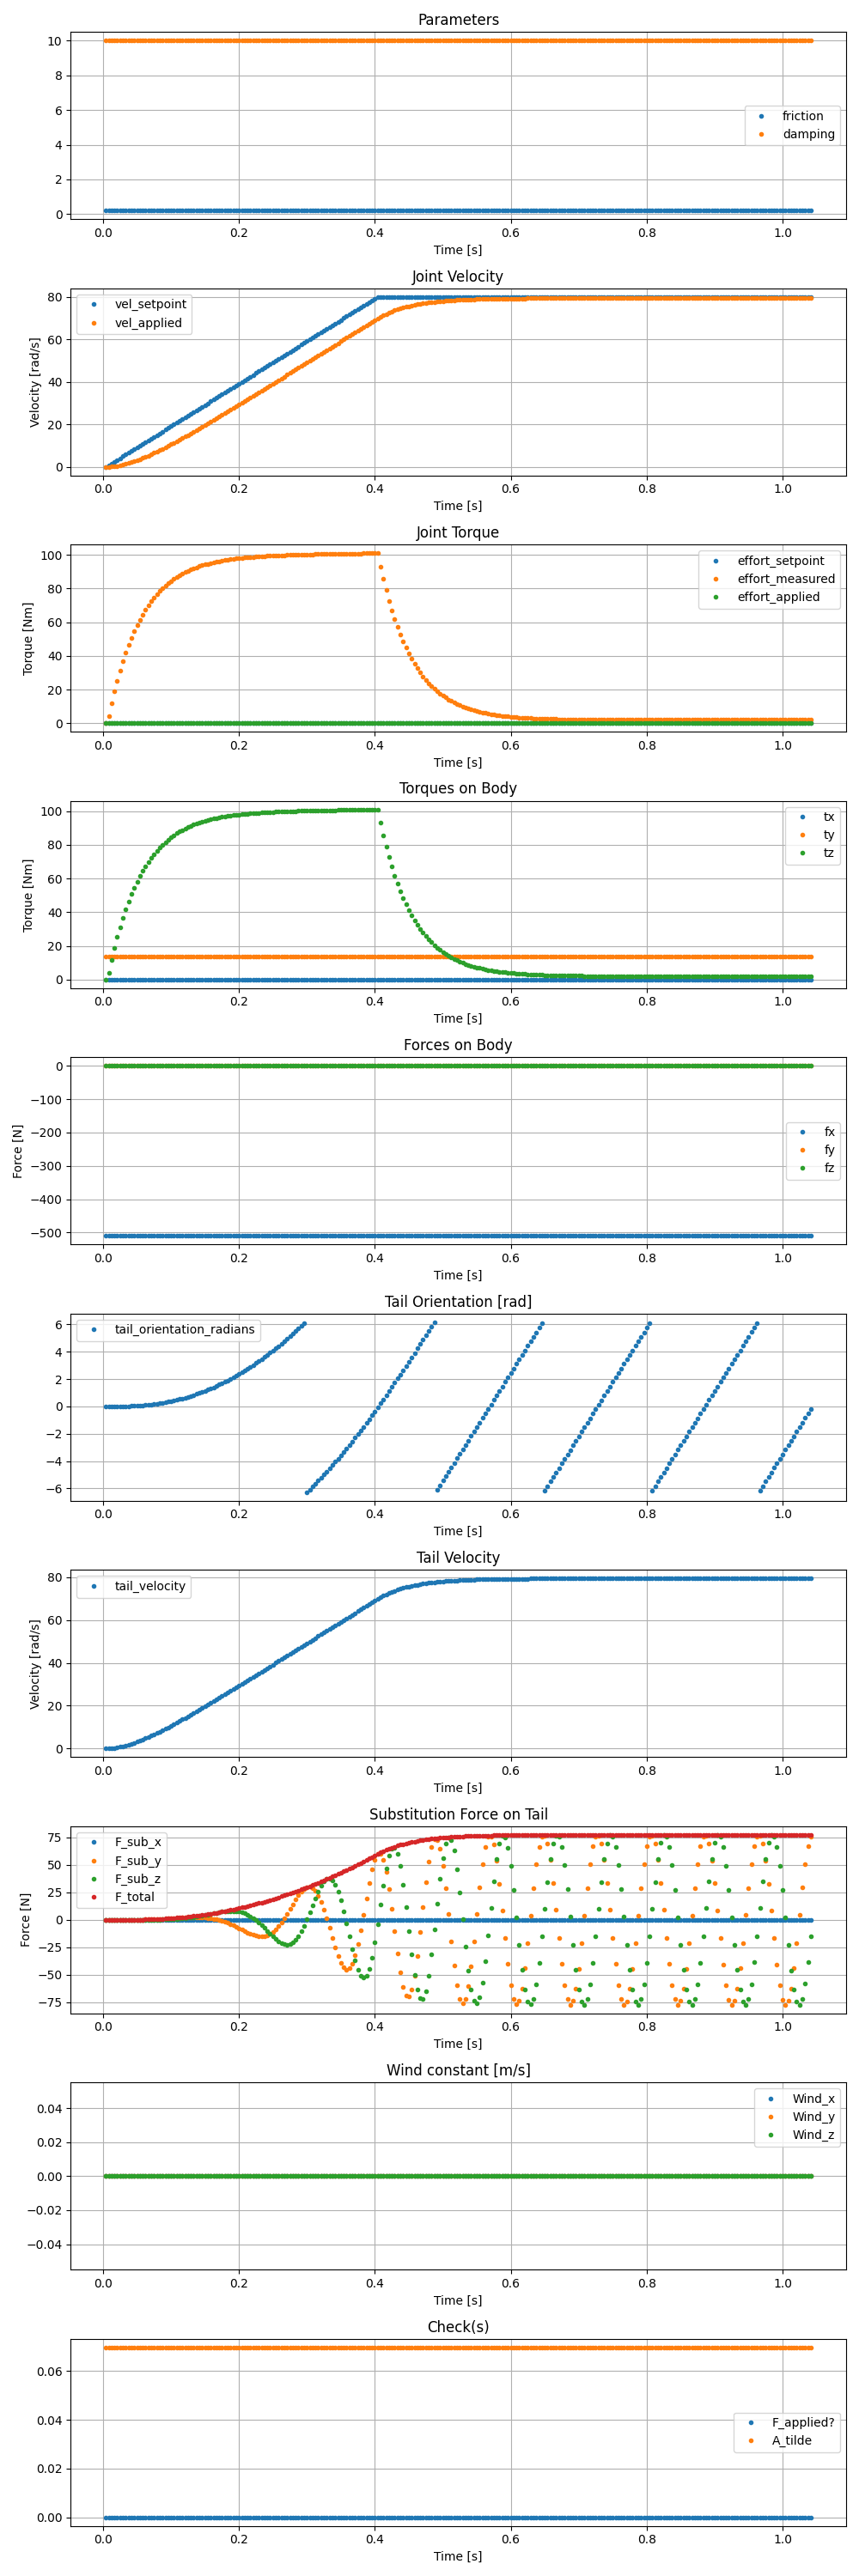 Parameters
10
8
6
4
2
0
friction
damping
0.0 0.2 0.4 0.6 0.8 1.0
Time [s]
Joint Velocity
Velocity [rad/s]
80
60
40
20
0
vel_setpoint
vel_applied
0.0 0.2 0.4 0.6 0.8 1.0
Time [s]
Joint Torque
Torque [Nm]
100
80
60
40
20
0
effort_setpoint
effort_measured
effort_applied
0.0 0.2 0.4 0.6 0.8 1.0
Time [s]
Torques on Body
Torque [Nm]
100
80
60
40
20
0
tx
ty
tz
0.0 0.2 0.4 0.6 0.8 1.0
Time [s]
Forces on Body
Force [N]
0
−100
−200
−300
−400
−500
fx
fy
fz
0.0 0.2 0.4 0.6 0.8 1.0
Time [s]
Tail Orientation [rad]
6
4
2
0
−2
−4
−6
tail_orientation_radians
0.0 0.2 0.4 0.6 0.8 1.0
Time [s]
Tail Velocity
Velocity [rad/s]
80
60
40
20
0
tail_velocity
0.0 0.2 0.4 0.6 0.8 1.0
Time [s]
Substitution Force on Tail
Force [N]
75
50
25
0
−25
−50
−75
F_sub_x
F_sub_y
F_sub_z
F_total
0.0 0.2 0.4 0.6 0.8 1.0
Time [s]
Wind constant [m/s]
0.04
0.02
0.00
−0.02
−0.04
Wind_x
Wind_y
Wind_z
0.0 0.2 0.4 0.6 0.8 1.0
Time [s]
Check(s)
0.06
0.04
0.02
0.00
F_applied?
A_tilde
0.0 0.2 0.4 0.6 0.8 1.0
Time [s]